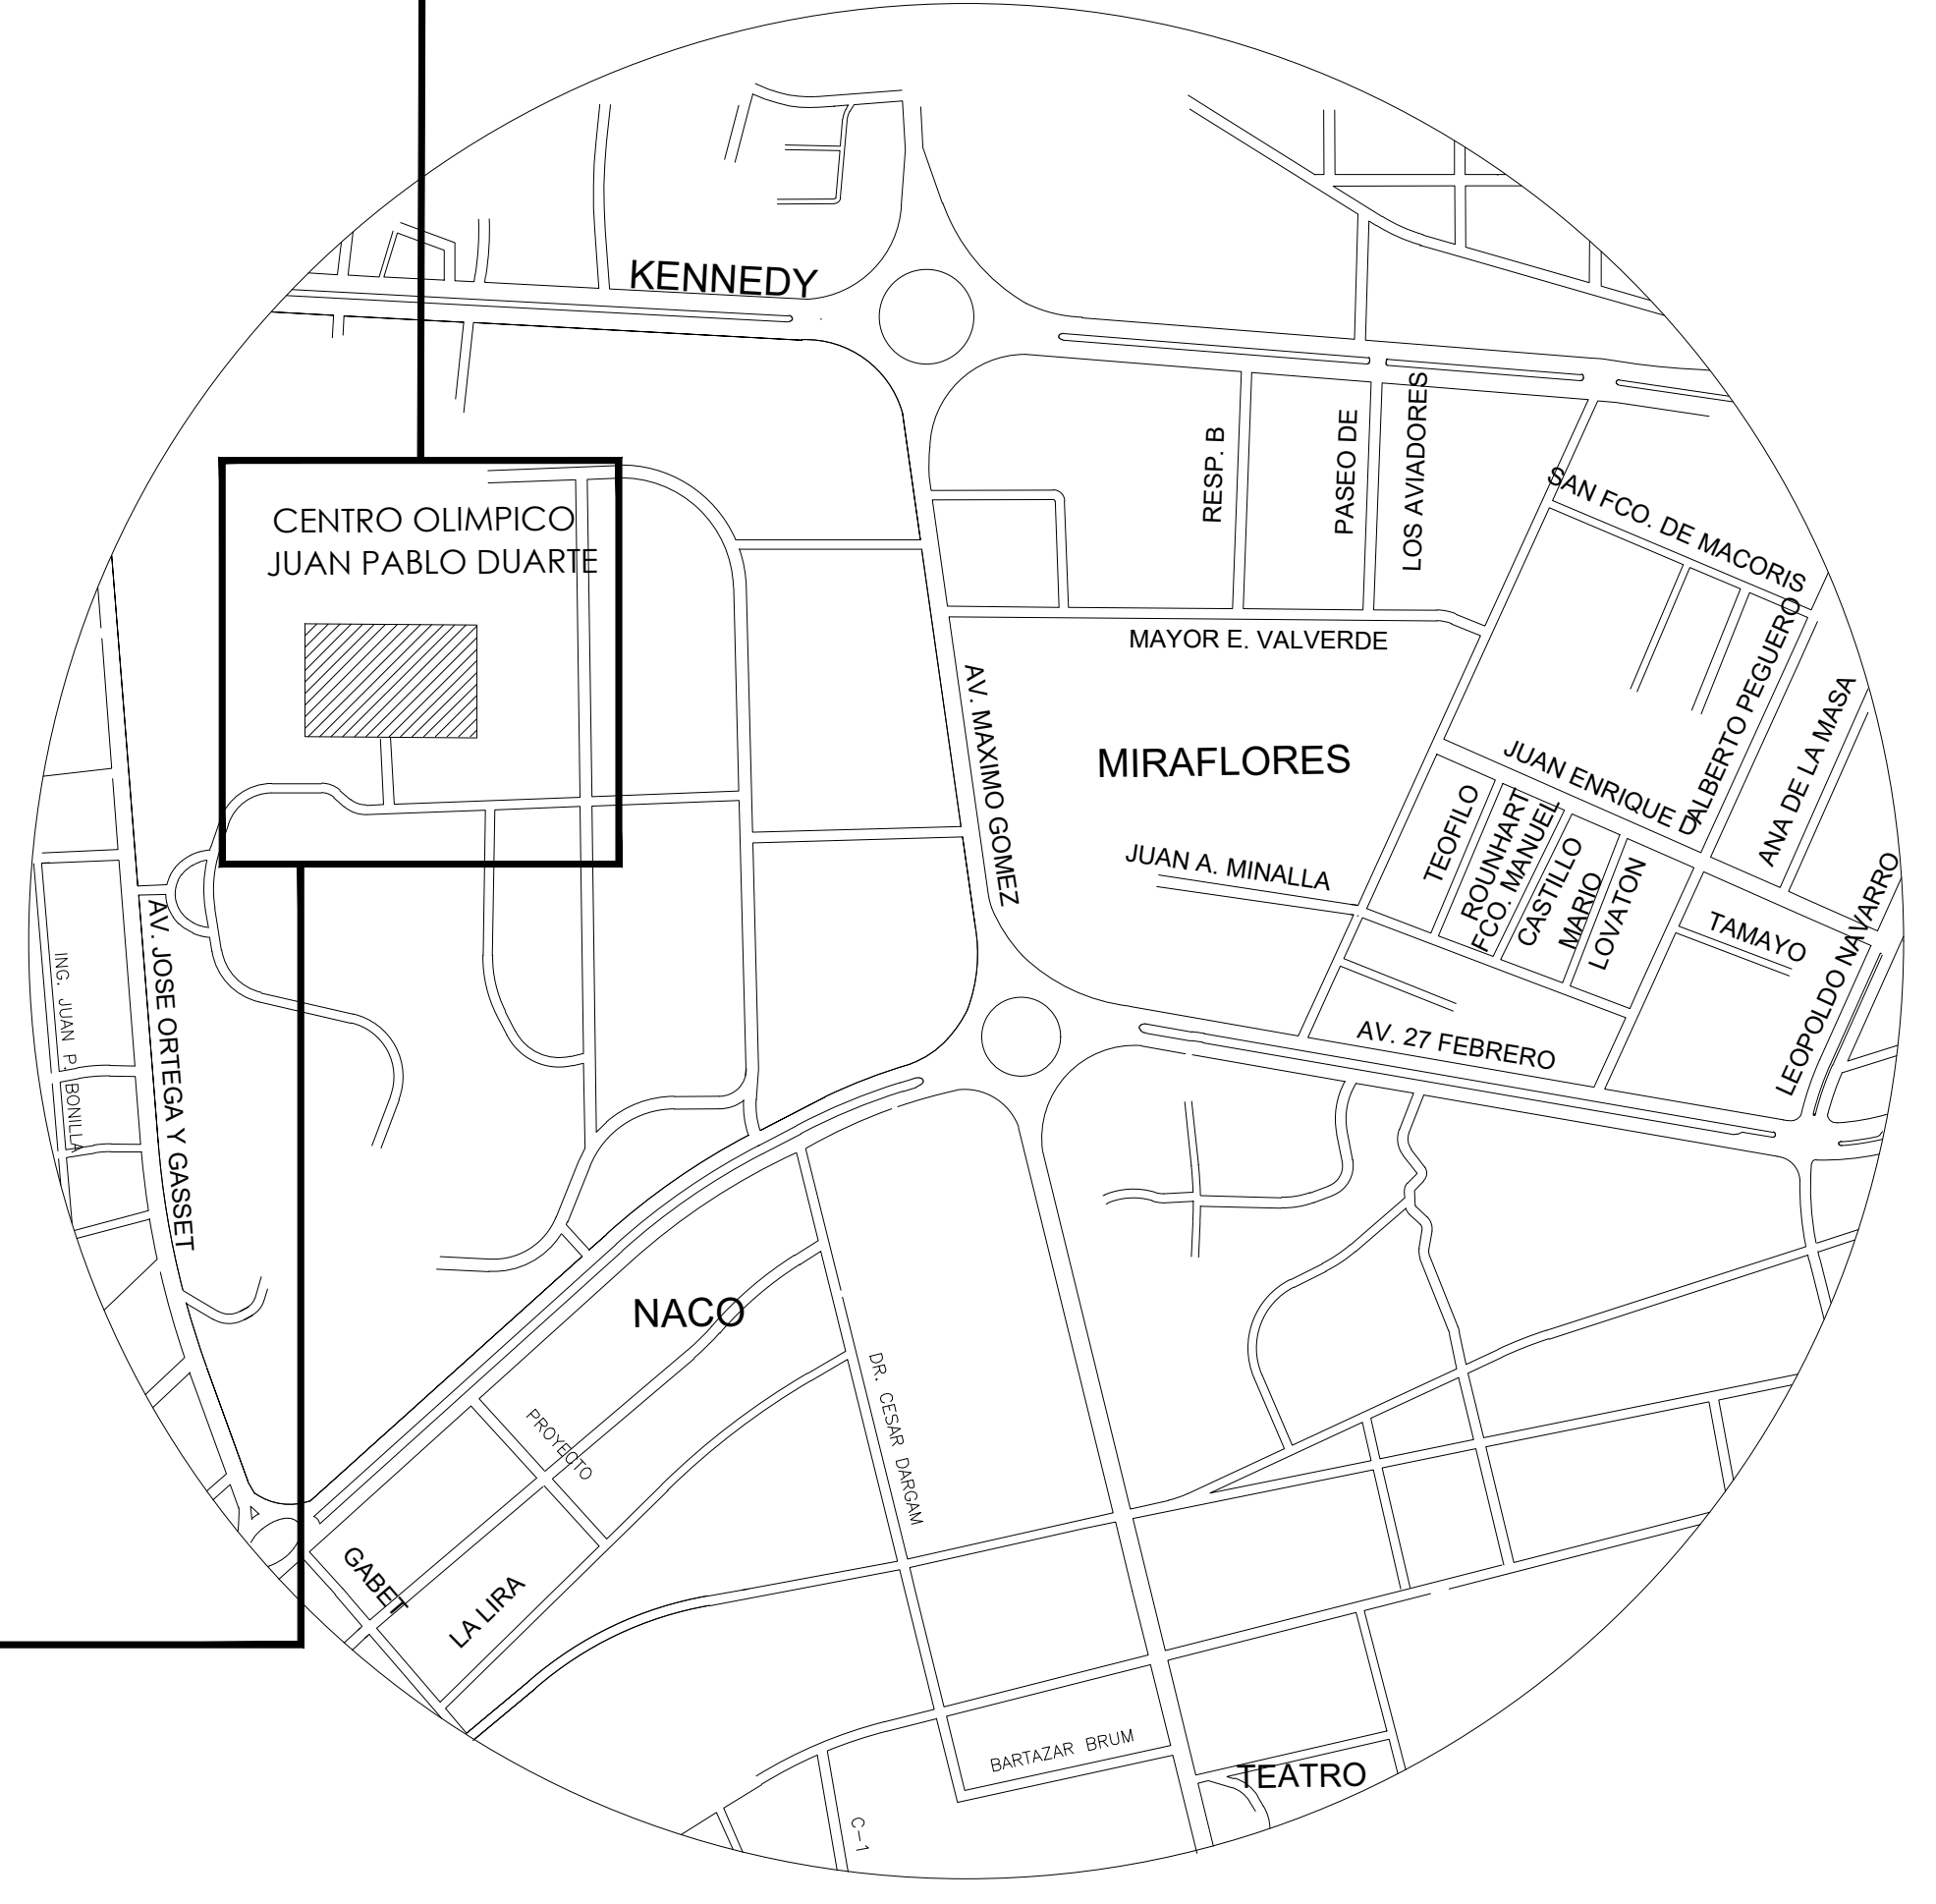 KENNEDY
CENTRO OLIMPICO
JUAN PABLO DUARTE
RESP. B
PASEO DE
LOS AVIADORES
SAN FCO. DE MACORIS
MAYOR E. VALVERDE
AV. MAXIMO GOMEZ
MIRAFLORES
ALBERTO PEGUERO
ANA DE LA MASA
JUAN ENRIQUE D
TEOFILO
ROUNHART
FCO. MANUEL
CASTILLO
MARIO
LOVATON
JUAN A. MINALLA
TAMAYO
LEOPOLDO NAVARRO
AV. 27 FEBRERO
ING. JUAN P. BONILLA
AV. JOSE ORTEGA Y GASSET
NACO
PROYECTO
DR. CESAR DARGAM
GABET
LA LIRA
BARTAZAR BRUM
TEATRO
C-1